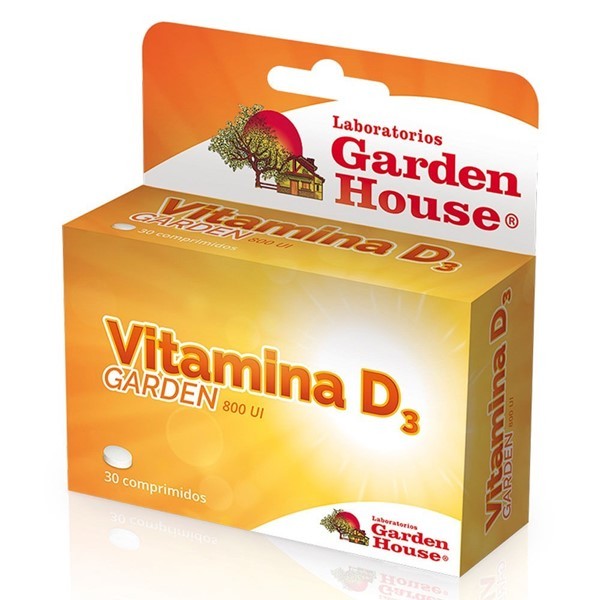 Laboratorios
Garden
House®
Vitamina D3
GARDEN 800 UI
30 comprimidos
Vitamina D3
GARDEN 800 UI
30 comprimidos
Laboratorios
Garden
House®
Vitamina D3
GARDEN 800 UI